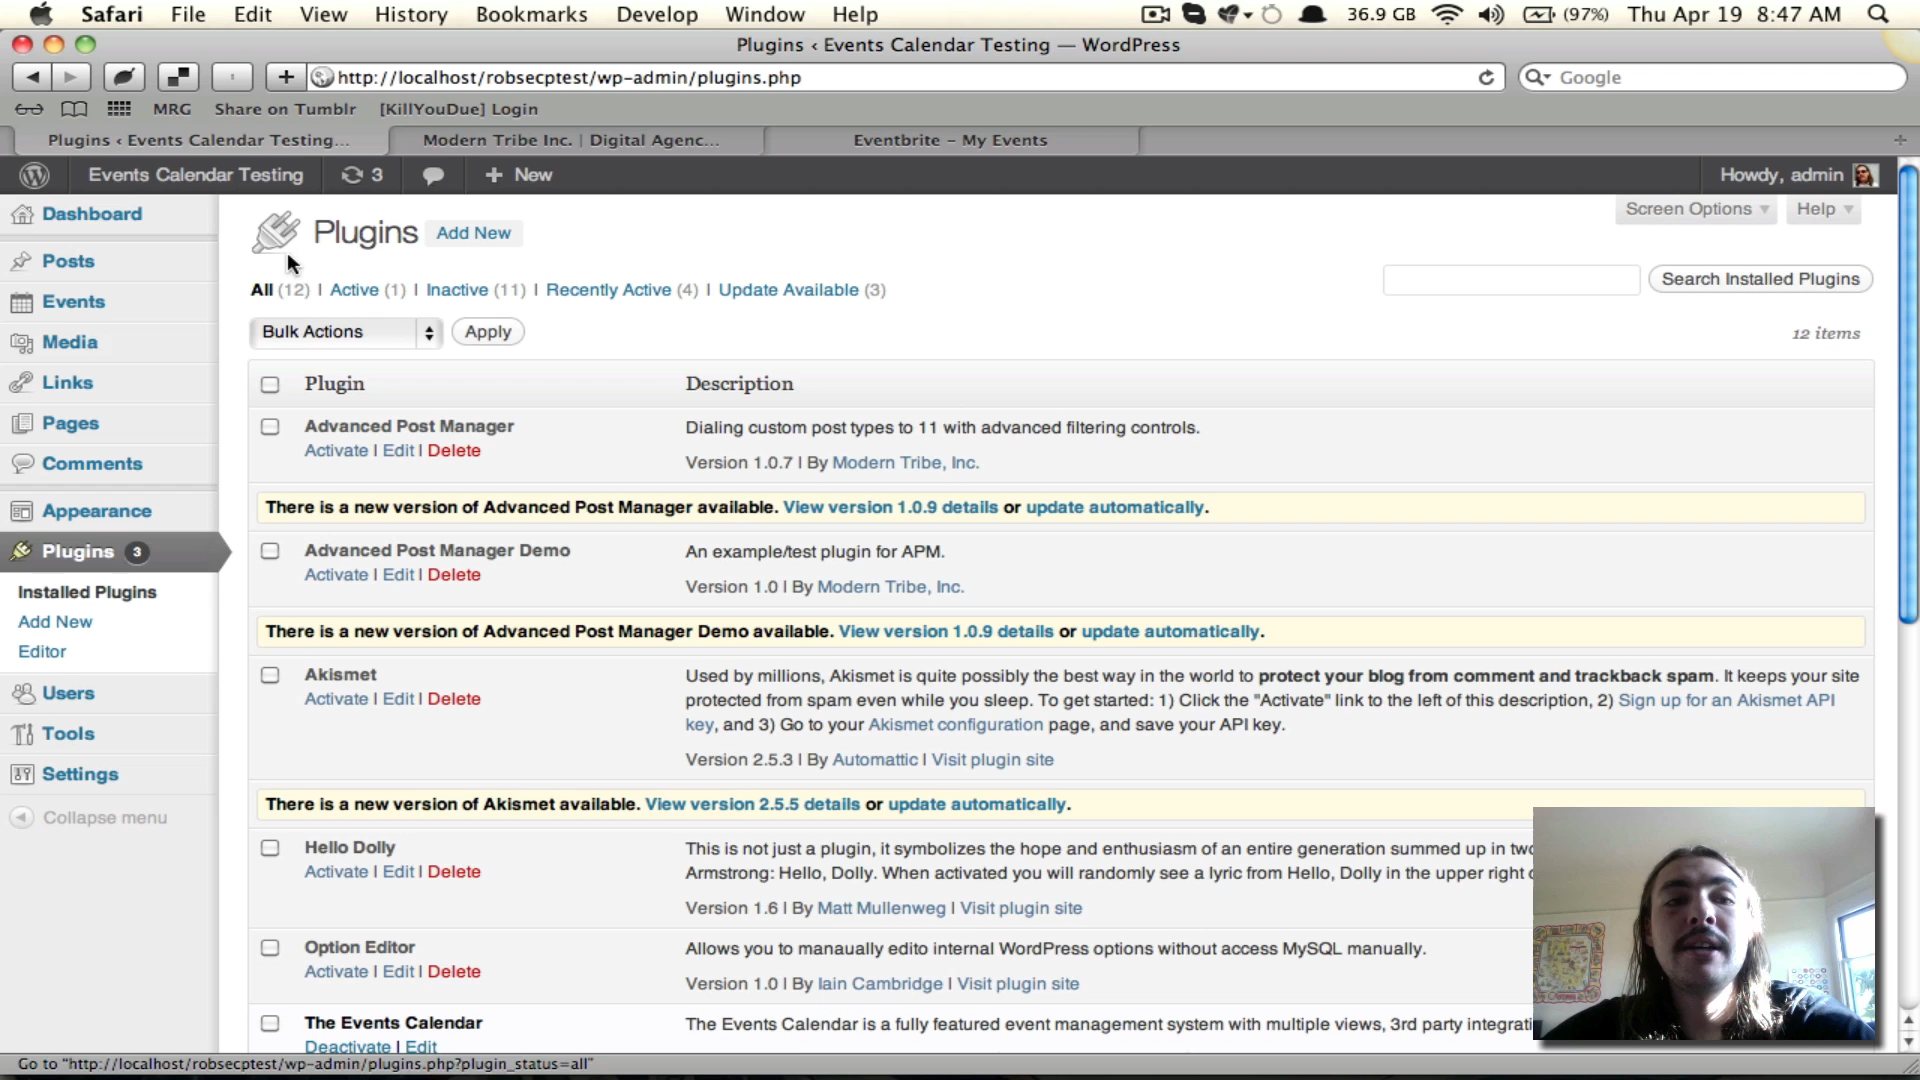 Safari File Edit View History Bookmarks Develop Window Help 36.9 GB (97%) Thu Apr 19 8:47 AM
Plugins ‹ Events Calendar Testing — WordPress
http://localhost/robsecptest/wp-admin/plugins.php Google
MRG Share on Tumblr [KillYouDue] Login
Plugins ‹ Events Calendar Testing... Modern Tribe Inc. | Digital Agenc... Eventbrite – My Events
Events Calendar Testing 3 + New Howdy, admin
Screen Options Help
Dashboard
Posts
Events
Media
Links
Pages
Comments
Appearance
Plugins 3
Installed Plugins
Add New
Editor
Users
Tools
Settings
Collapse menu
Plugins Add New
All (12) | Active (1) | Inactive (11) | Recently Active (4) | Update Available (3)
Search Installed Plugins
Bulk Actions Apply
12 items
Plugin Description
Advanced Post Manager
Activate | Edit | Delete
Dialing custom post types to 11 with advanced filtering controls.
Version 1.0.7 | By Modern Tribe, Inc.
There is a new version of Advanced Post Manager available. View version 1.0.9 details or update automatically.
Advanced Post Manager Demo
Activate | Edit | Delete
An example/test plugin for APM.
Version 1.0 | By Modern Tribe, Inc.
There is a new version of Advanced Post Manager Demo available. View version 1.0.9 details or update automatically.
Akismet
Activate | Edit | Delete
Used by millions, Akismet is quite possibly the best way in the world to protect your blog from comment and trackback spam. It keeps your site
protected from spam even while you sleep. To get started: 1) Click the "Activate" link to the left of this description, 2) Sign up for an Akismet API
key, and 3) Go to your Akismet configuration page, and save your API key.
Version 2.5.3 | By Automattic | Visit plugin site
There is a new version of Akismet available. View version 2.5.5 details or update automatically.
Hello Dolly
Activate | Edit | Delete
This is not just a plugin, it symbolizes the hope and enthusiasm of an entire generation summed up in two
Armstrong: Hello, Dolly. When activated you will randomly see a lyric from Hello, Dolly in the upper right
Version 1.6 | By Matt Mullenweg | Visit plugin site
Option Editor
Activate | Edit | Delete
Allows you to manaually edito internal WordPress options without access MySQL manually.
Version 1.0 | By Iain Cambridge | Visit plugin site
The Events Calendar
Deactivate | Edit
The Events Calendar is a fully featured event management system with multiple views, 3rd party
Go to "http://localhost/robsecptest/wp-admin/plugins.php?plugin_status=all"